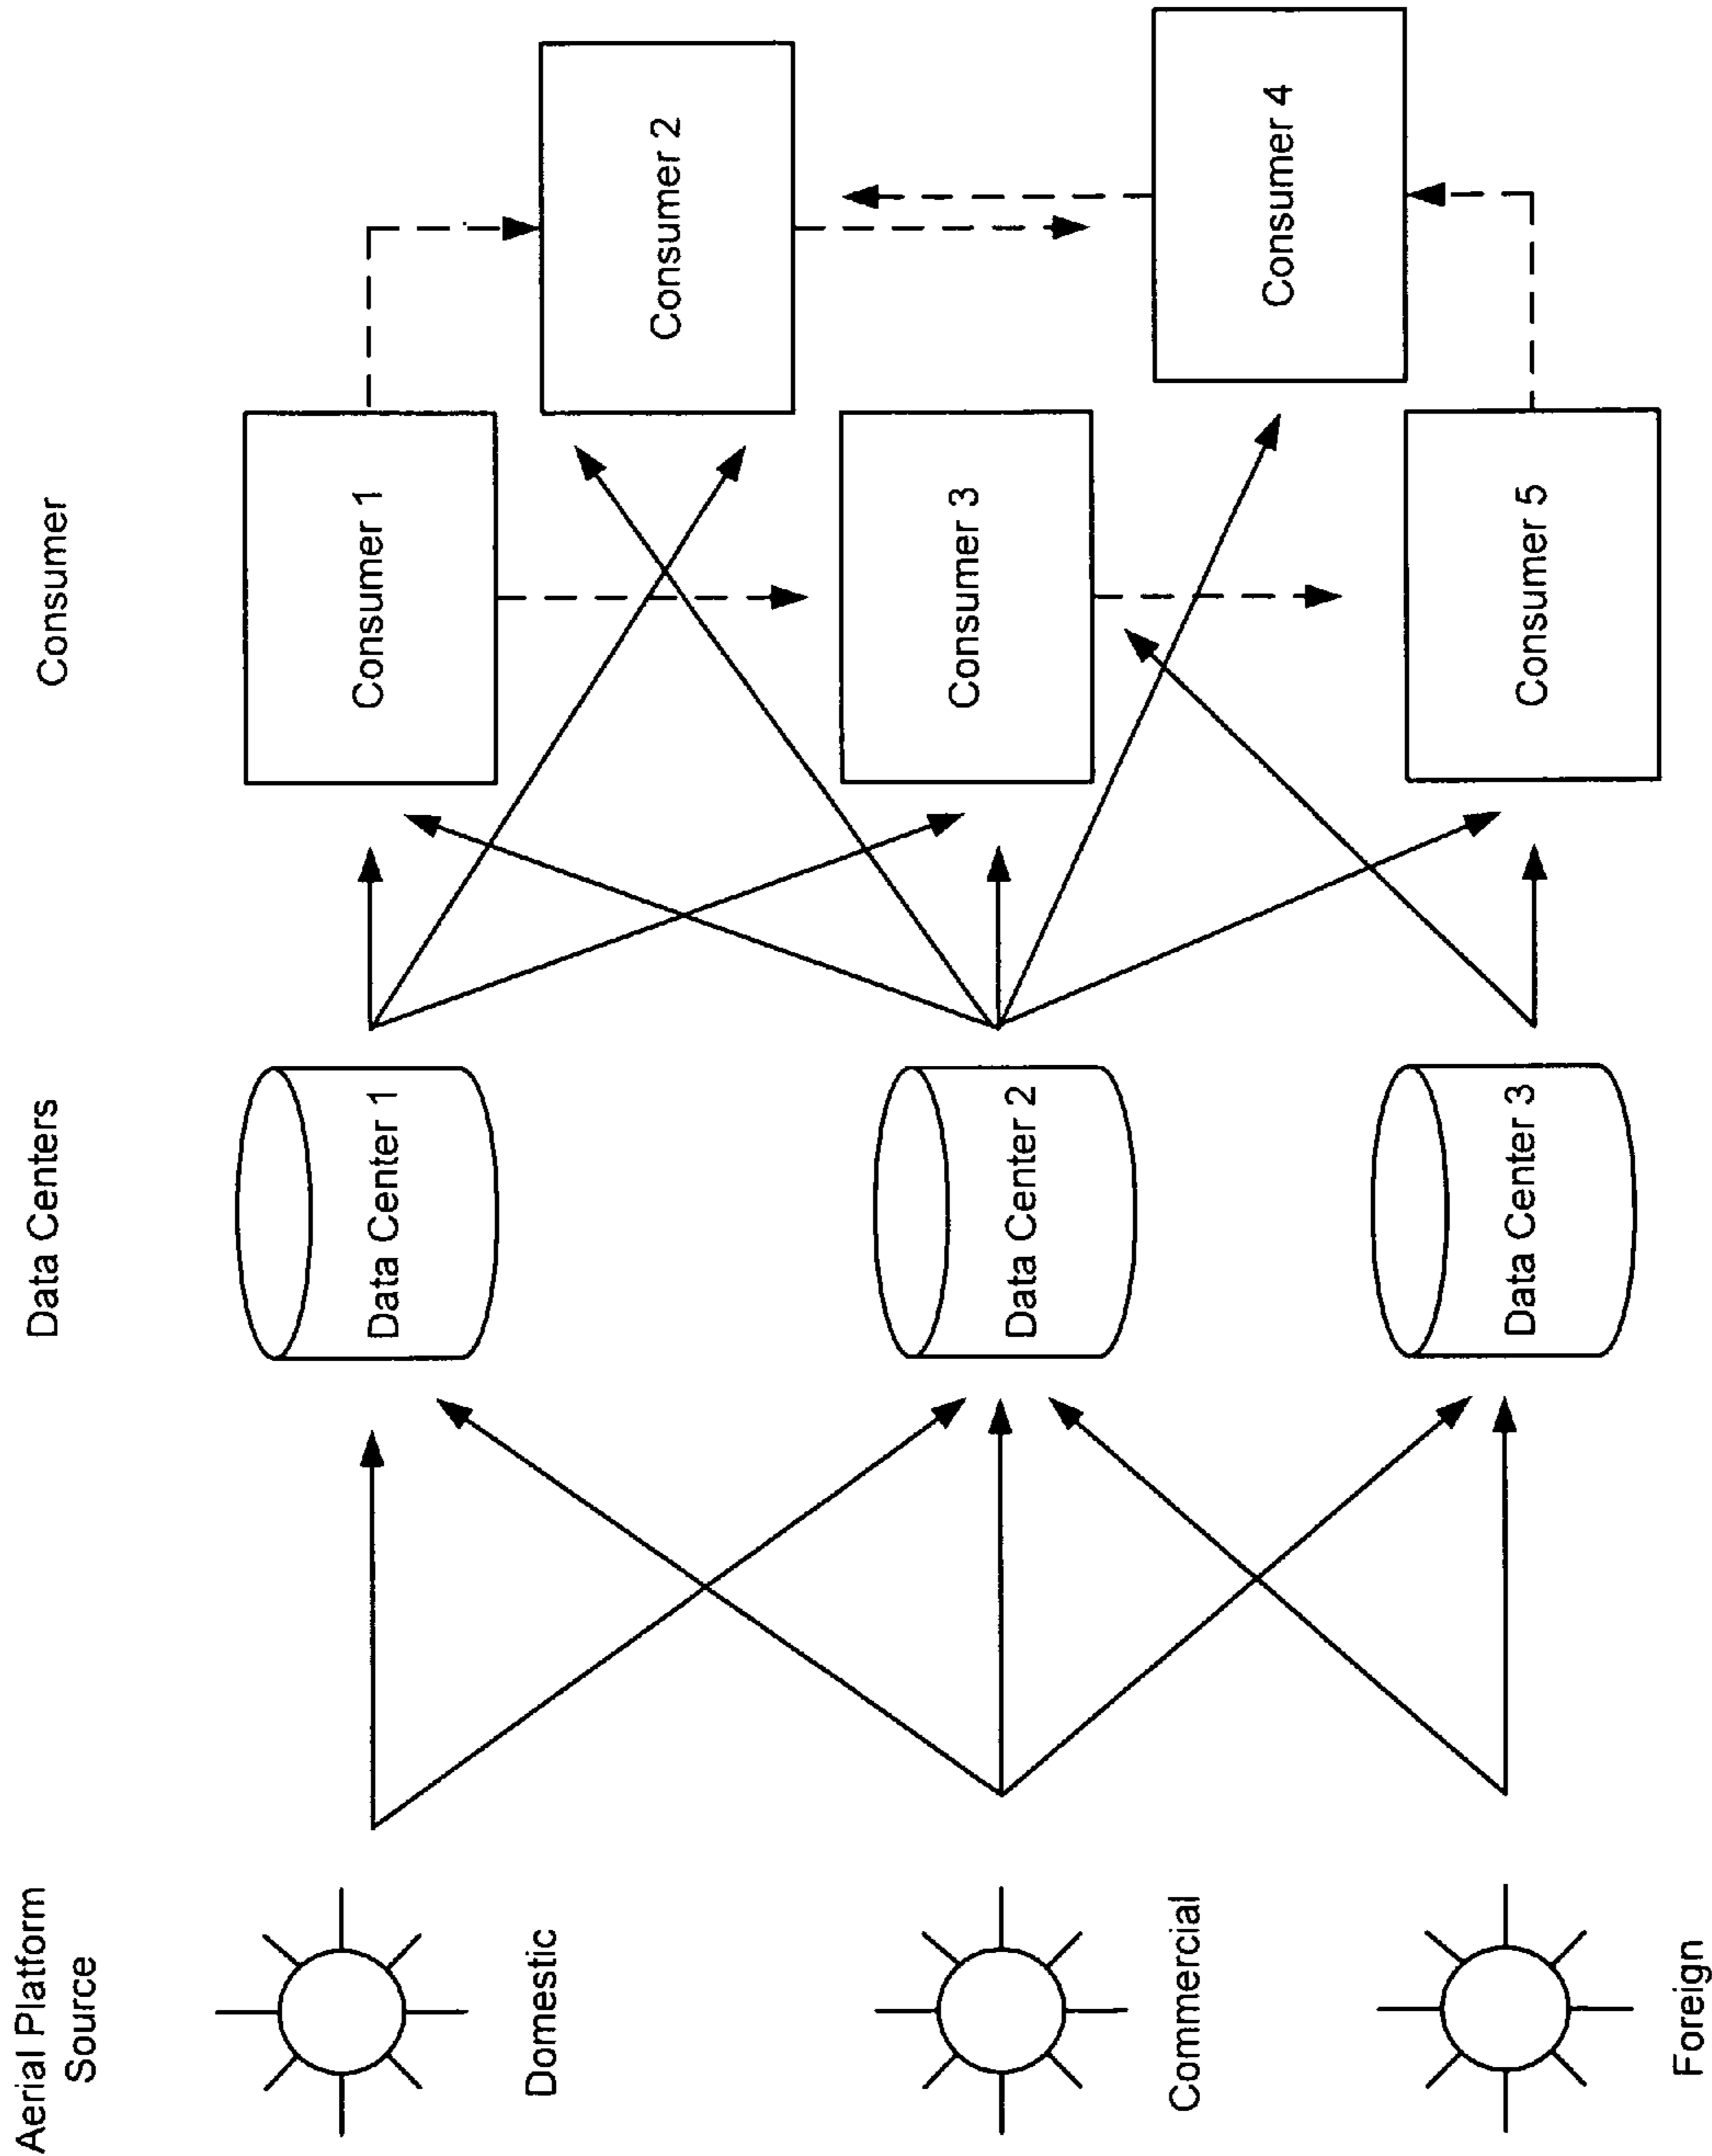 Aerial Platform
Source
Data Centers
Consumer
Domestic
Data Center 1
Consumer 1
Consumer 2
Commercial
Data Center 2
Consumer 3
Consumer 4
Foreign
Data Center 3
Consumer 5